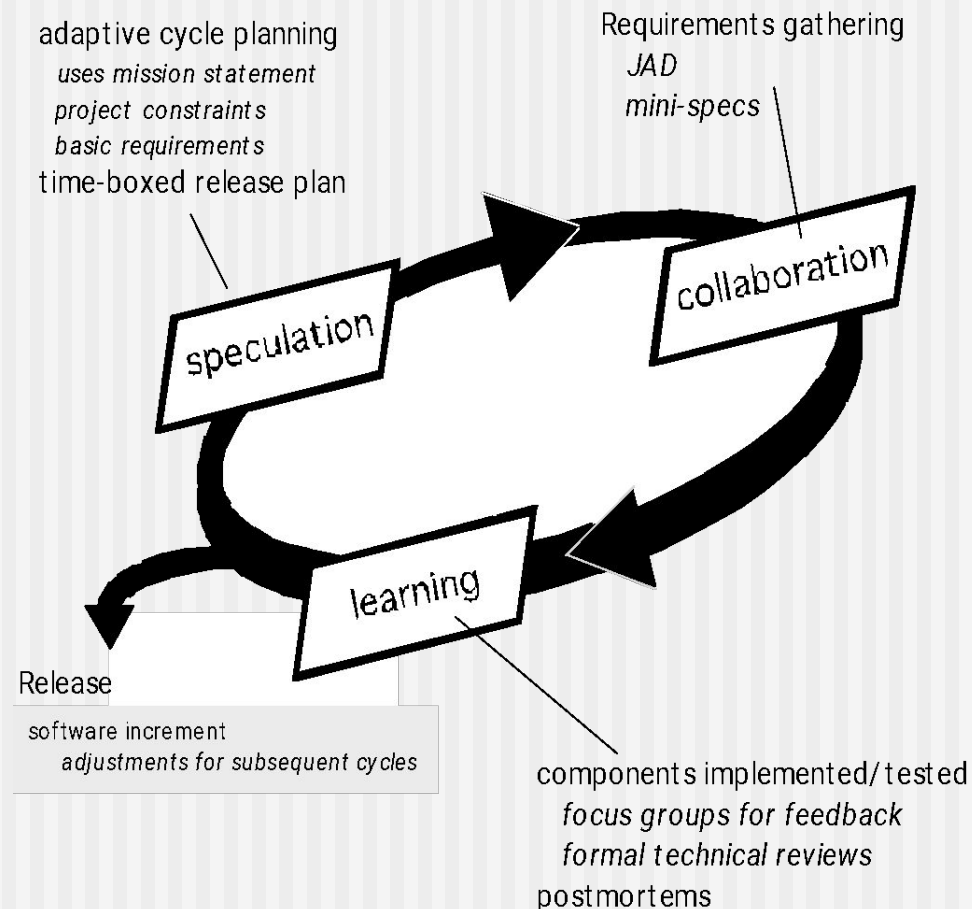 adaptive cycle planning
uses mission statement
project constraints
basic requirements
time-boxed release plan
Requirements gathering
JAD
mini-specs
speculation
collaboration
learning
Release
software increment
adjustments for subsequent cycles
components implemented/tested
focus groups for feedback
formal technical reviews
postmortems